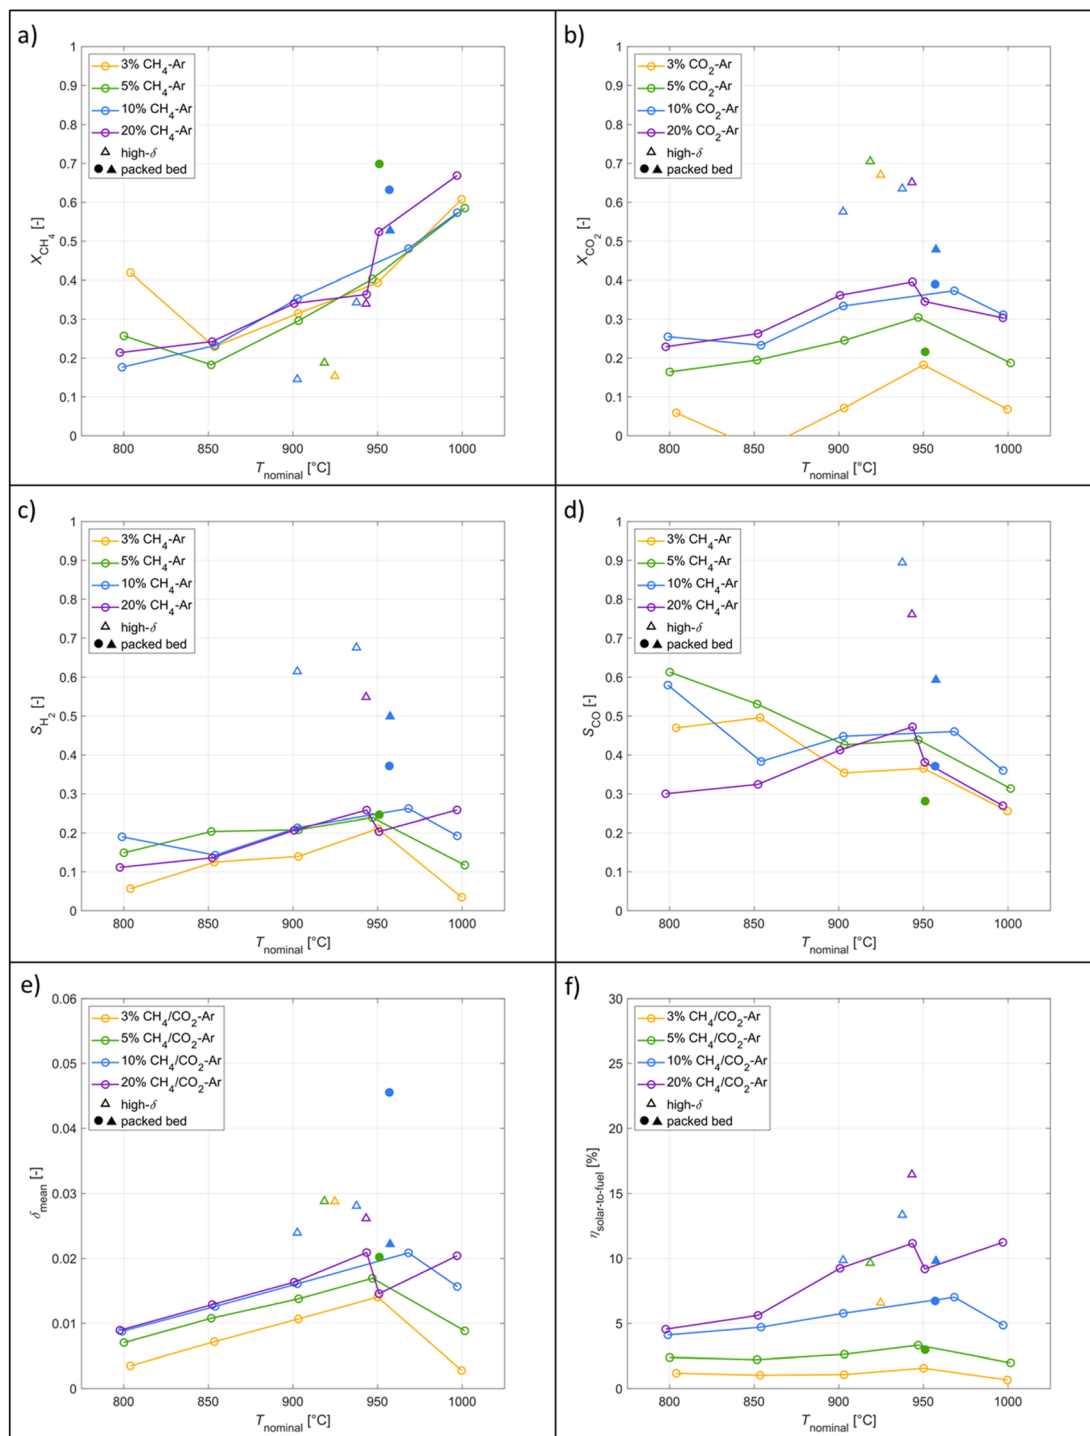 a)
1
0.9
0.8
0.7
0.6
0.5
0.4
0.3
0.2
0.1
0
X_CH4 [-]
3% CH4-Ar
5% CH4-Ar
10% CH4-Ar
20% CH4-Ar
high-δ
packed bed
800 850 900 950 1000
T_nominal [°C]
b)
1
0.9
0.8
0.7
0.6
0.5
0.4
0.3
0.2
0.1
0
X_CO2 [-]
3% CO2-Ar
5% CO2-Ar
10% CO2-Ar
20% CO2-Ar
high-δ
packed bed
800 850 900 950 1000
T_nominal [°C]
c)
1
0.9
0.8
0.7
0.6
0.5
0.4
0.3
0.2
0.1
0
S_H2 [-]
3% CH4-Ar
5% CH4-Ar
10% CH4-Ar
20% CH4-Ar
high-δ
packed bed
800 850 900 950 1000
T_nominal [°C]
d)
1
0.9
0.8
0.7
0.6
0.5
0.4
0.3
0.2
0.1
0
S_CO [-]
3% CH4-Ar
5% CH4-Ar
10% CH4-Ar
20% CH4-Ar
high-δ
packed bed
800 850 900 950 1000
T_nominal [°C]
e)
0.06
0.05
0.04
0.03
0.02
0.01
0
δ_mean [-]
3% CH4/CO2-Ar
5% CH4/CO2-Ar
10% CH4/CO2-Ar
20% CH4/CO2-Ar
high-δ
packed bed
800 850 900 950 1000
T_nominal [°C]
f)
30
25
20
15
10
5
0
η_solar-to-fuel [%]
3% CH4/CO2-Ar
5% CH4/CO2-Ar
10% CH4/CO2-Ar
20% CH4/CO2-Ar
high-δ
packed bed
800 850 900 950 1000
T_nominal [°C]